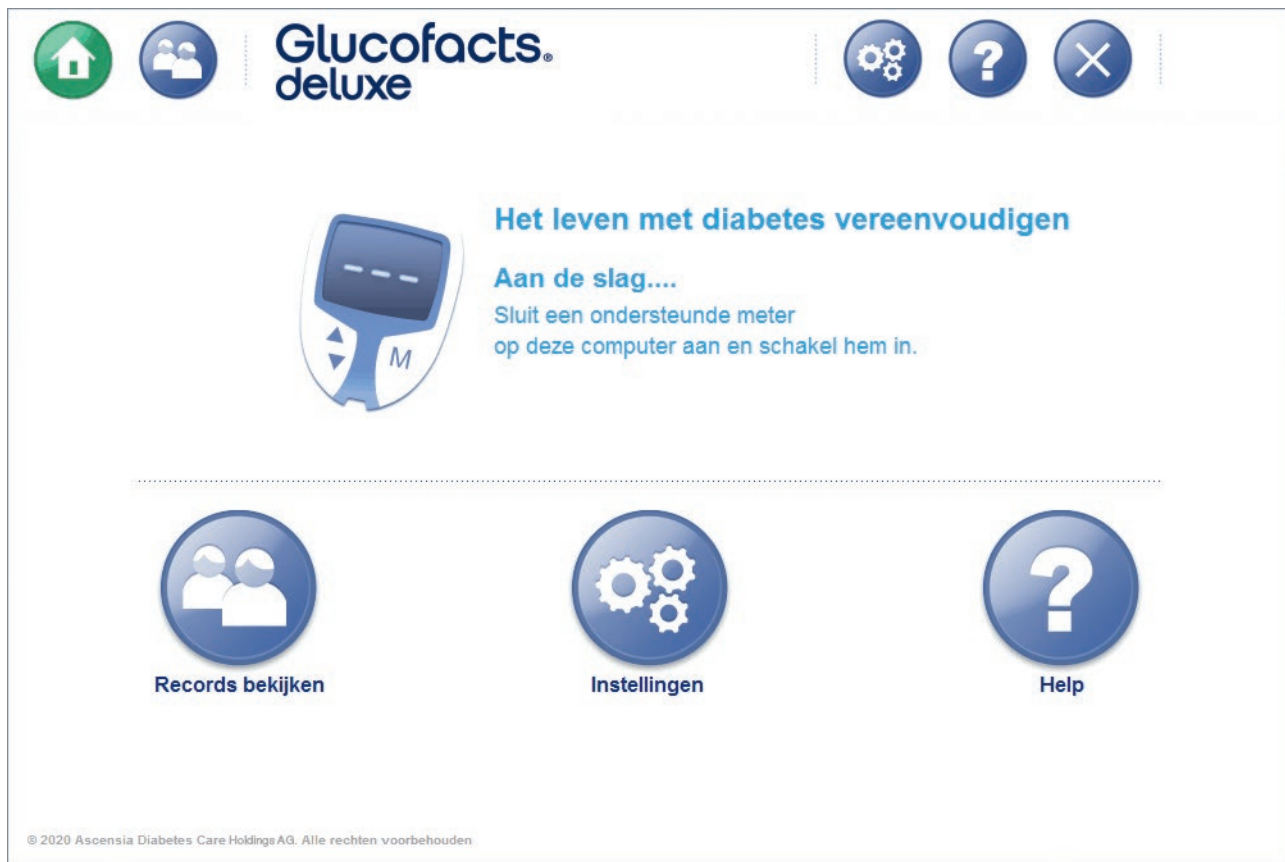 Glucofacts®
deluxe
Het leven met diabetes vereenvoudigen
Aan de slag....
Sluit een ondersteunde meter
op deze computer aan en schakel hem in.
M
Records bekijken
Instellingen
Help
© 2020 Ascensia Diabetes Care Holdings AG. Alle rechten voorbehouden